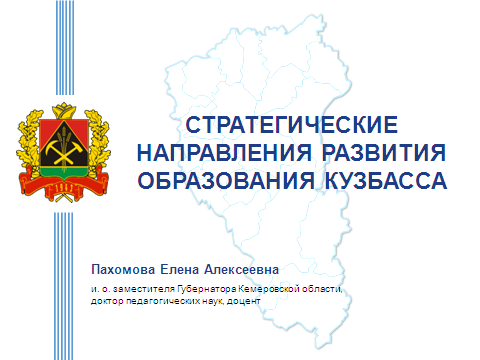 СТРАТЕГИЧЕСКИЕ
НАПРАВЛЕНИЯ РАЗВИТИЯ
ОБРАЗОВАНИЯ КУЗБАССА
Пахомова Елена Алексеевна
и. о. заместителя Губернатора Кемеровской области,
доктор педагогических наук, доцент